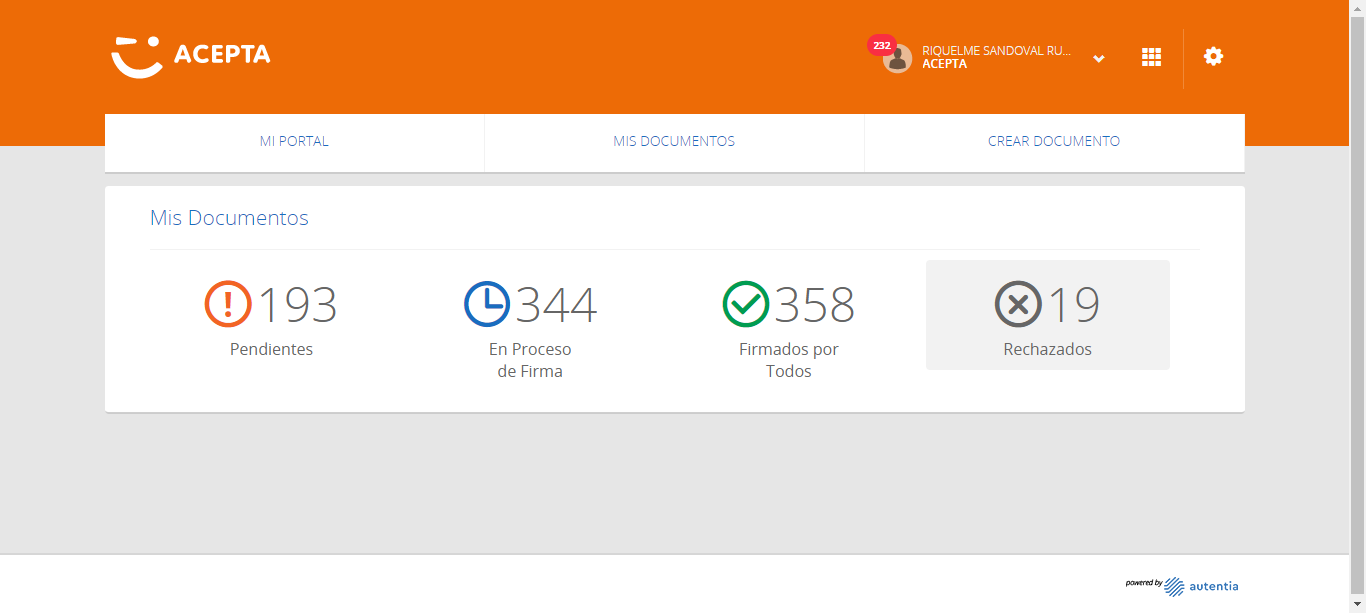 ACEPTA
232
RIQUELME SANDOVAL RU...
ACEPTA
MI PORTAL
MIS DOCUMENTOS
CREAR DOCUMENTO
Mis Documentos
193
Pendientes
344
En Proceso
de Firma
358
Firmados por
Todos
19
Rechazados
powered by autentia